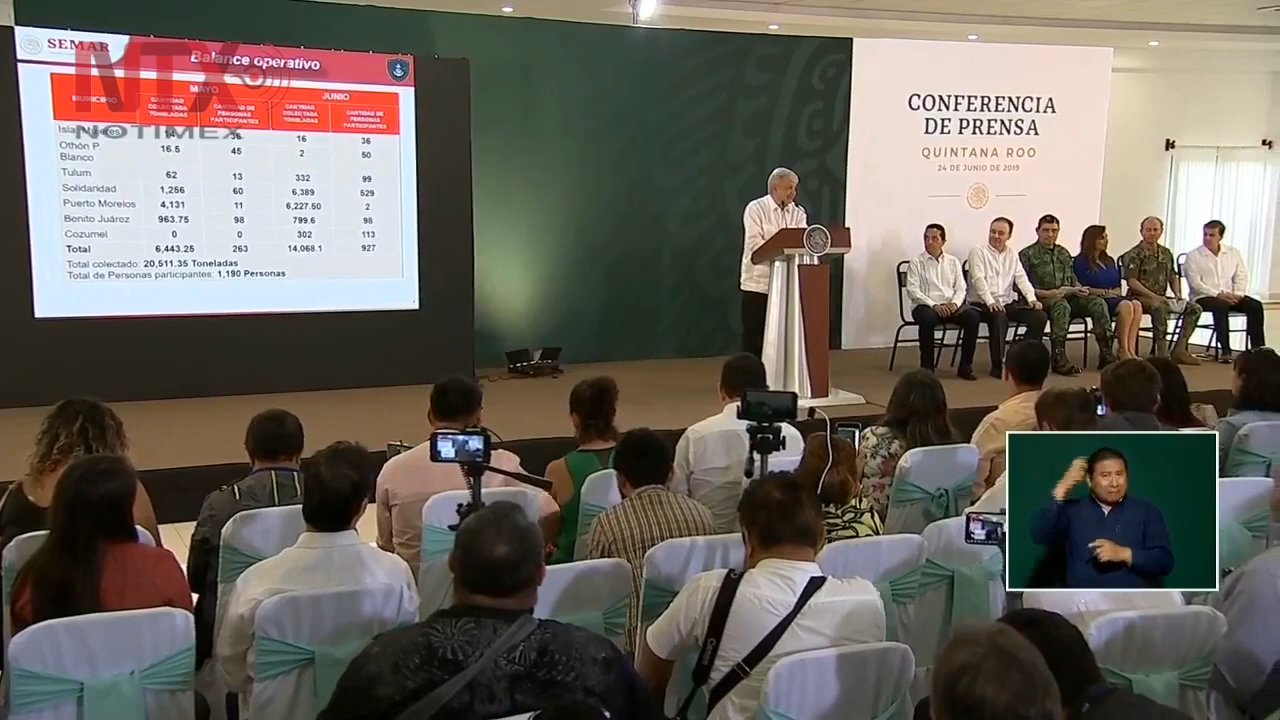 SEMAR
Balance operativo
MTX
NOTIMEX
MUNICIPIO MAYO JUNIO
CANTIDAD COLECTADA TONELADAS CANTIDAD DE PERSONAS PARTICIPANTES CANTIDAD COLECTADA TONELADAS CANTIDAD DE PERSONAS PARTICIPANTES
Isla Mujeres 14 36 16 36
Othón P. Blanco 16.5 45 2 50
Tulum 62 13 332 99
Solidaridad 1,256 60 6,389 529
Puerto Morelos 4,131 11 6,227.50 2
Benito Juárez 963.75 98 799.6 98
Cozumel 0 0 302 113
Total 6,443.25 263 14,068.1 927
Total colectado: 20,511.35 Toneladas
Total de Personas participantes: 1,190 Personas
CONFERENCIA
DE PRENSA
QUINTANA ROO
24 DE JUNIO DE 2019
Canon